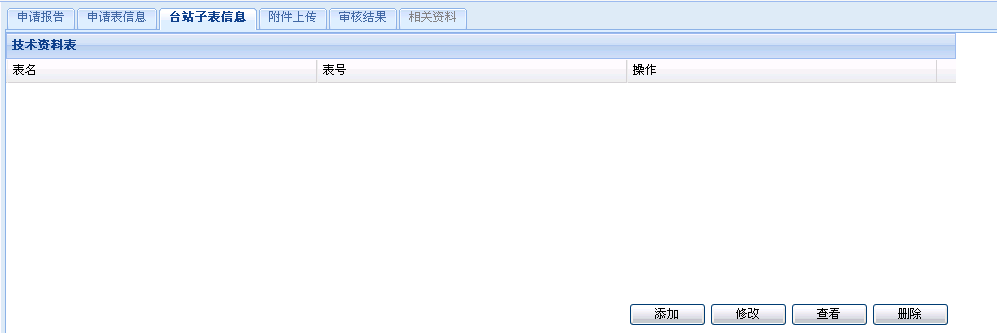 申请报告 申请表信息 台站子表信息 附件上传 审核结果 相关资料
技术资料表
表名 表号 操作
添加 修改 查看 删除